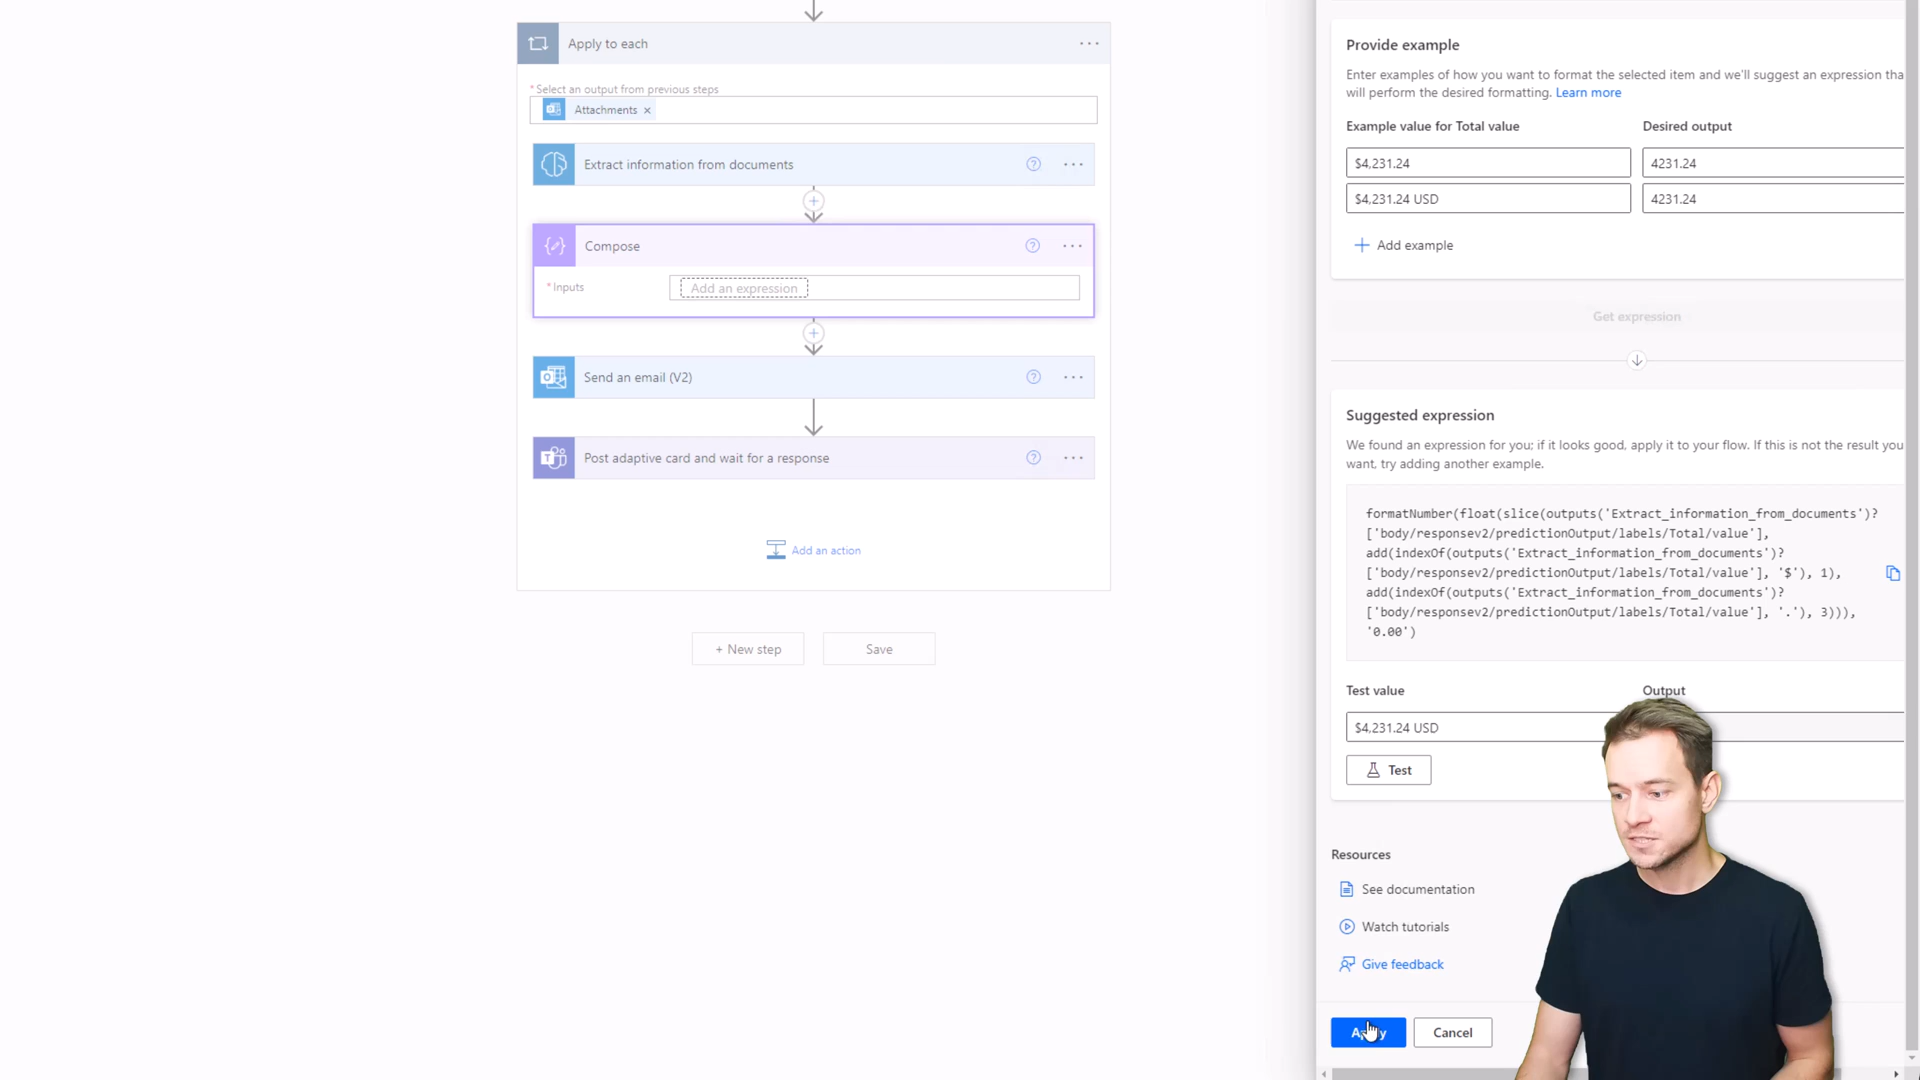 Apply to each
* Select an output from previous steps
Attachments ×
Extract information from documents
Compose
* Inputs
Add an expression
Send an email (V2)
Post adaptive card and wait for a response
Add an action
+ New step
Save
Provide example
Enter examples of how you want to format the selected item and we'll suggest an expression tha
will perform the desired formatting. Learn more
Example value for Total value
Desired output
$4,231.24
4231.24
$4,231.24 USD
4231.24
Add example
Get expression
Suggested expression
We found an expression for you; if it looks good, apply it to your flow. If this is not the result you
want, try adding another example.
formatNumber(float(slice(outputs('Extract_information_from_documents')?
['body/responsev2/predictionOutput/labels/Total/value'],
add(indexOf(outputs('Extract_information_from_documents')?
['body/responsev2/predictionOutput/labels/Total/value'], '$'), 1),
add(indexOf(outputs('Extract_information_from_documents')?
['body/responsev2/predictionOutput/labels/Total/value'], '.'), 3))),
'0.00')
Test value
Output
$4,231.24 USD
Test
Resources
See documentation
Watch tutorials
Give feedback
Cancel